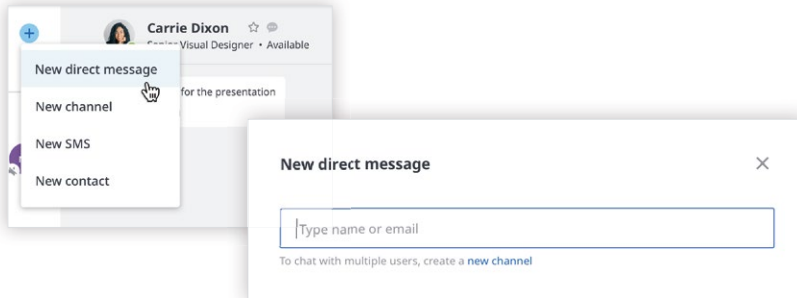 Carrie Dixon
Senior Visual Designer • Available
New direct message
for the presentation
New channel
New SMS
New contact
New direct message
Type name or email
To chat with multiple users, create a new channel